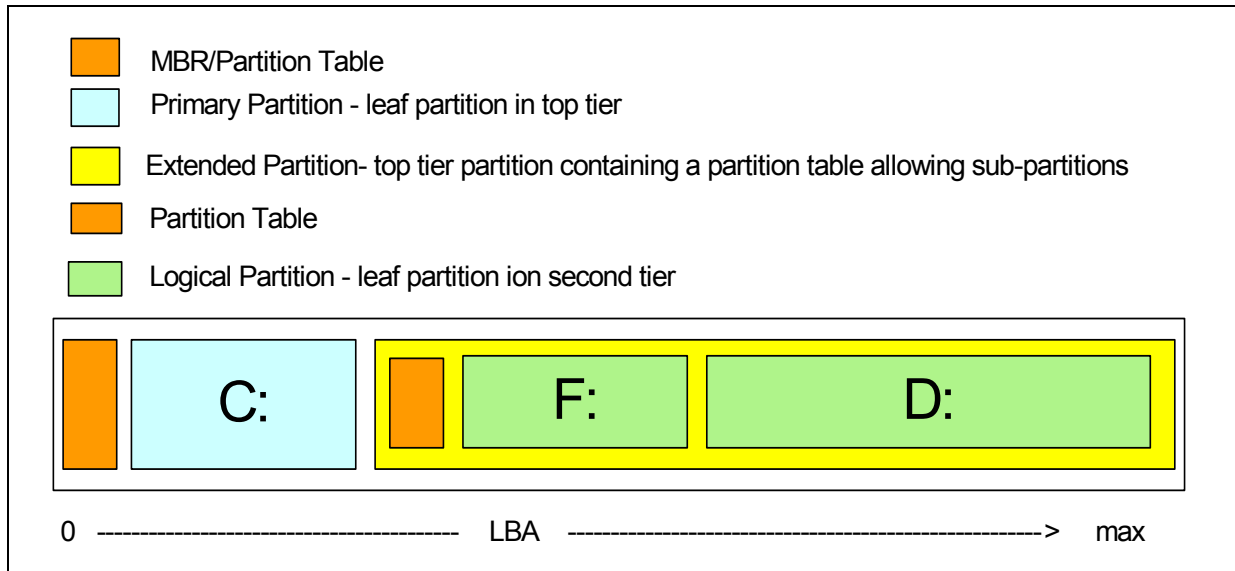 MBR/Partition Table
Primary Partition - leaf partition in top tier
Extended Partition- top tier partition containing a partition table allowing sub-partitions
Partition Table
Logical Partition - leaf partition ion second tier
C: F: D:
0 ------------------------------------------ LBA -------------------------------------------------------> max